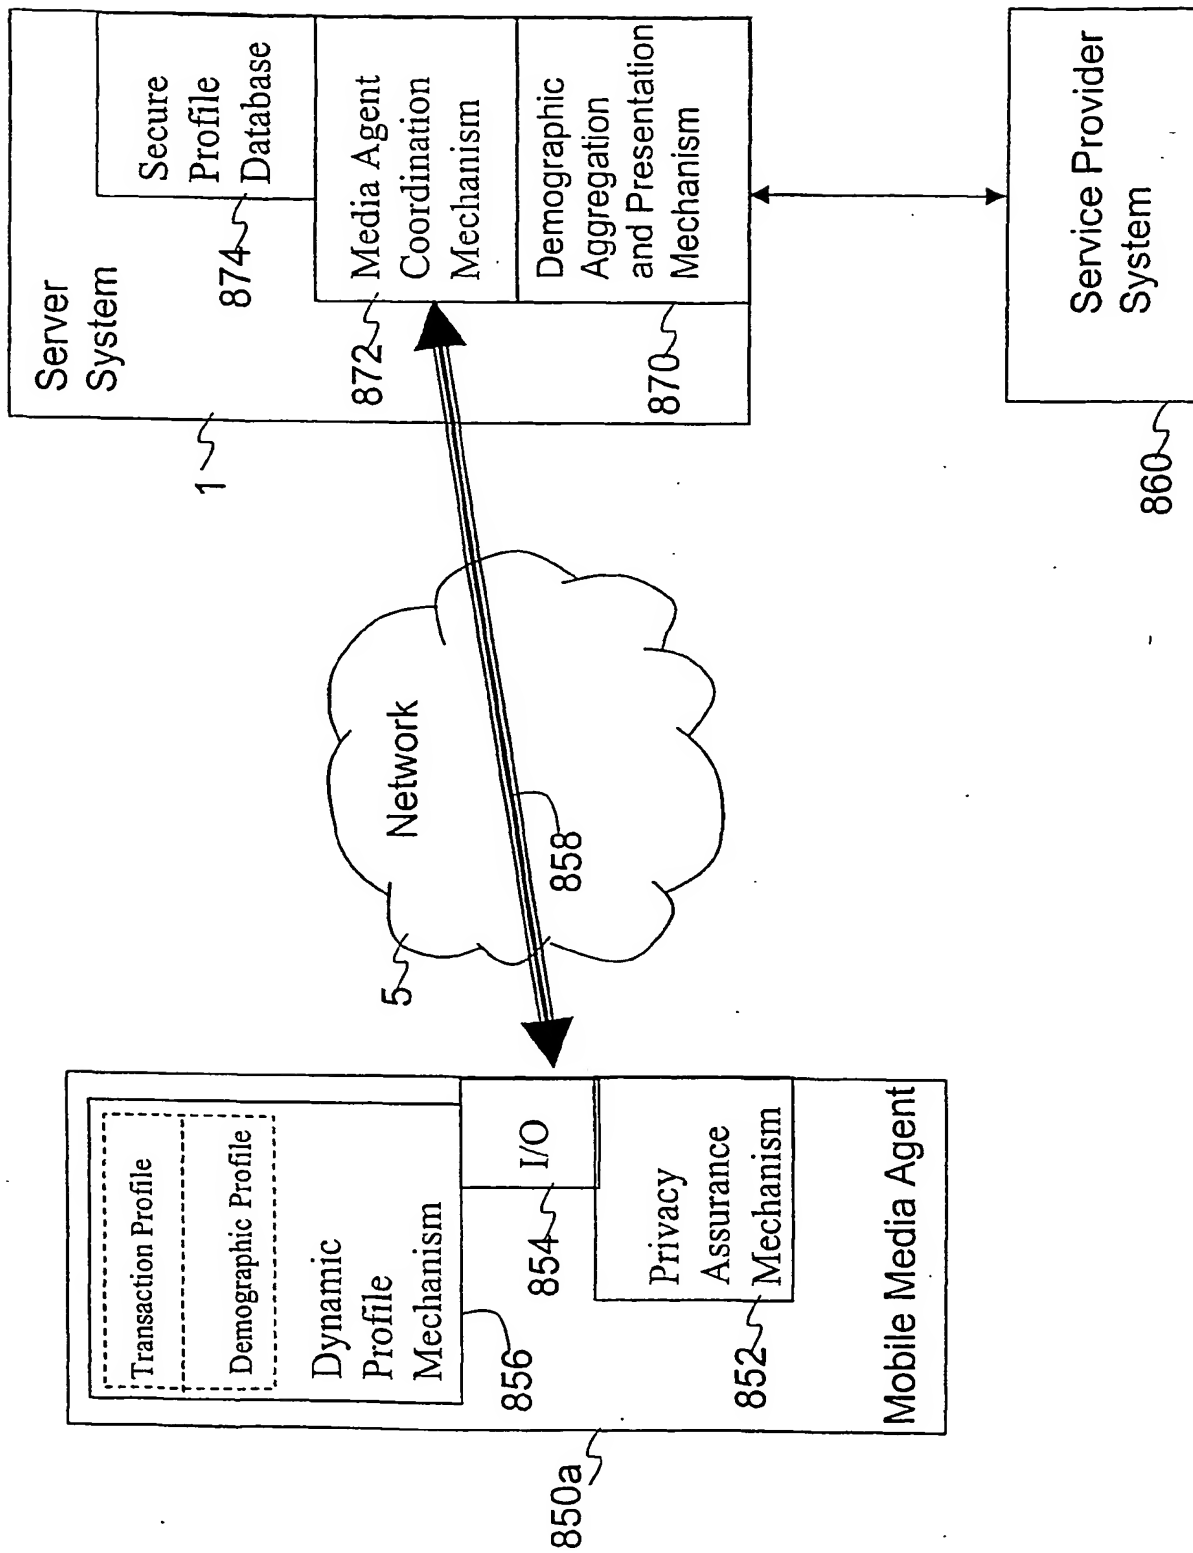 Transaction Profile
Demographic Profile
Dynamic
Profile
Mechanism
856
I/O
854
Privacy
Assurance
Mechanism
852
Mobile Media Agent
850a
Network
5
858
Server
System
1
Secure
Profile
Database
874
Media Agent
Coordination
Mechanism
872
Demographic
Aggregation
and Presentation
Mechanism
870
Service Provider
System
860